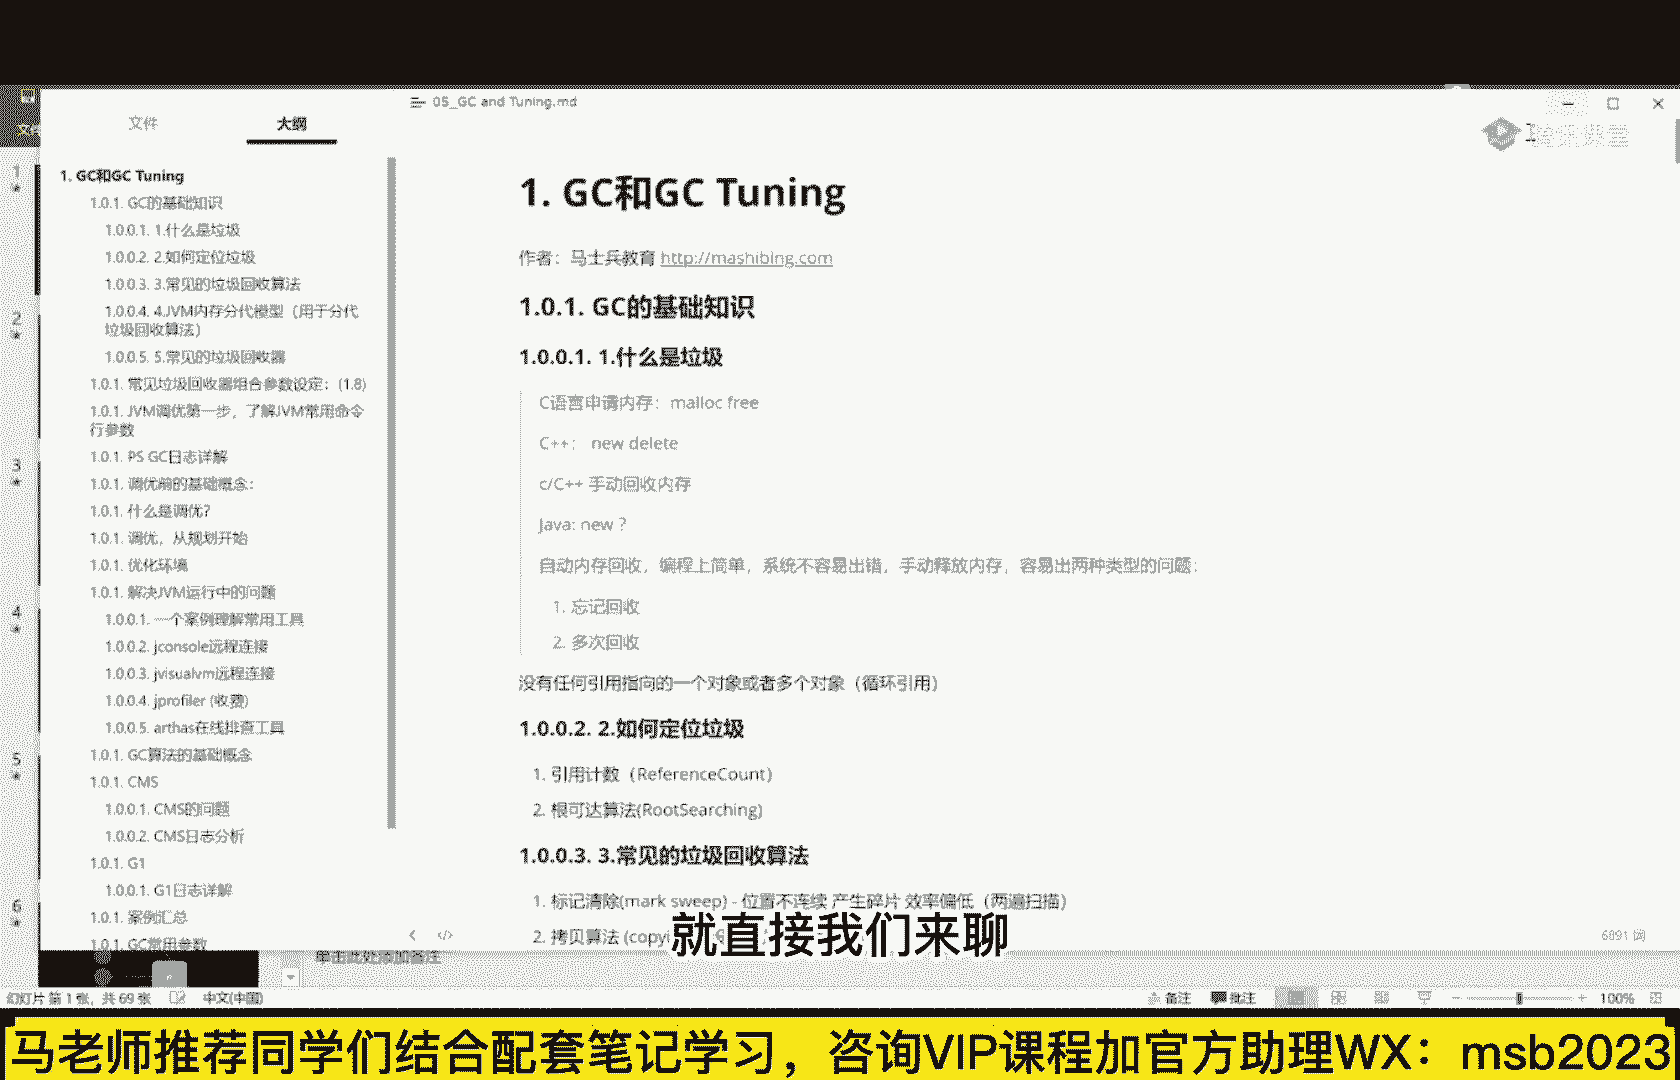 05_GC and Tuning.md
文件
大纲
1. GC和GC Tuning
1.0.1. GC的基础知识
1.0.0.1. 1.什么是垃圾
1.0.0.2. 2.如何定位垃圾
1.0.0.3. 3.常见的垃圾回收算法
1.0.0.4. 4.JVM内存分代模型（用于分代
垃圾回收算法）
1.0.0.5. 5.常见的垃圾回收器
1.0.1. 常见垃圾回收器组合参数设定：(1.8)
1.0.1. JVM调优第一步，了解JVM常用命令
行参数
1.0.1. PS GC日志详解
1.0.1. 调优前的基础概念：
1.0.1. 什么是调优？
1.0.1. 调优，从规划开始
1.0.1. 优化环境
1.0.1. 解决JVM运行中的问题
1.0.0.1. 一个案例理解常用工具
1.0.0.2. jconsole远程连接
1.0.0.3. jvisualvm远程连接
1.0.0.4. jprofiler (收费)
1.0.0.5. arthas在线排查工具
1.0.1. GC算法的基础概念
1.0.1. CMS
1.0.0.1. CMS的问题
1.0.0.2. CMS日志分析
1.0.1. G1
1.0.0.1. G1日志详解
1.0.1. 案例汇总
1.0.1. GC常用参数
1
2
3
4
5
6
1. GC和GC Tuning
作者：马士兵教育 http://mashibing.com
1.0.1. GC的基础知识
1.0.0.1. 1.什么是垃圾
C语言申请内存：malloc free
C++： new delete
c/C++ 手动回收内存
Java: new ？
自动内存回收，编程上简单，系统不容易出错，手动释放内存，容易出两种类型的问题：
1. 忘记回收
2. 多次回收
没有任何引用指向的一个对象或者多个对象（循环引用）
1.0.0.2. 2.如何定位垃圾
1. 引用计数（ReferenceCount）
2. 根可达算法(RootSearching)
1.0.0.3. 3.常见的垃圾回收算法
1. 标记清除(mark sweep) - 位置不连续 产生碎片 效率偏低（两遍扫描）
2. 拷贝算法 (copyi
就直接我们来聊
6891 词
单击此处添加备注
幻灯片 第 1 张，共 69 张
中文(中国)
备注
批注
100%
马老师推荐同学们结合配套笔记学习，咨询VIP课程加官方助理WX：msb2023